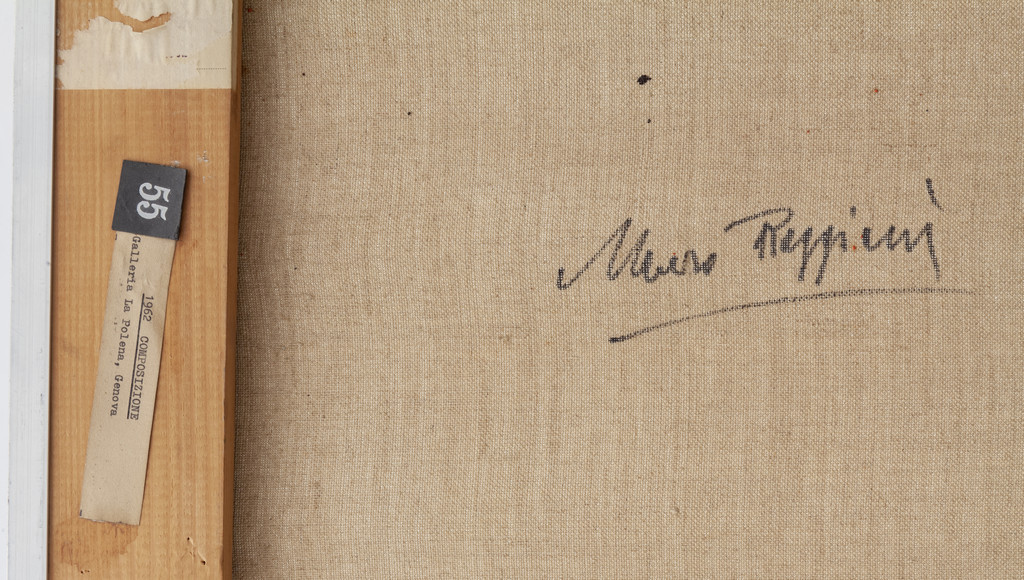 55
1962 COMPOSIZIONE
Galleria La Polena, Genova
Mauro Reggiani